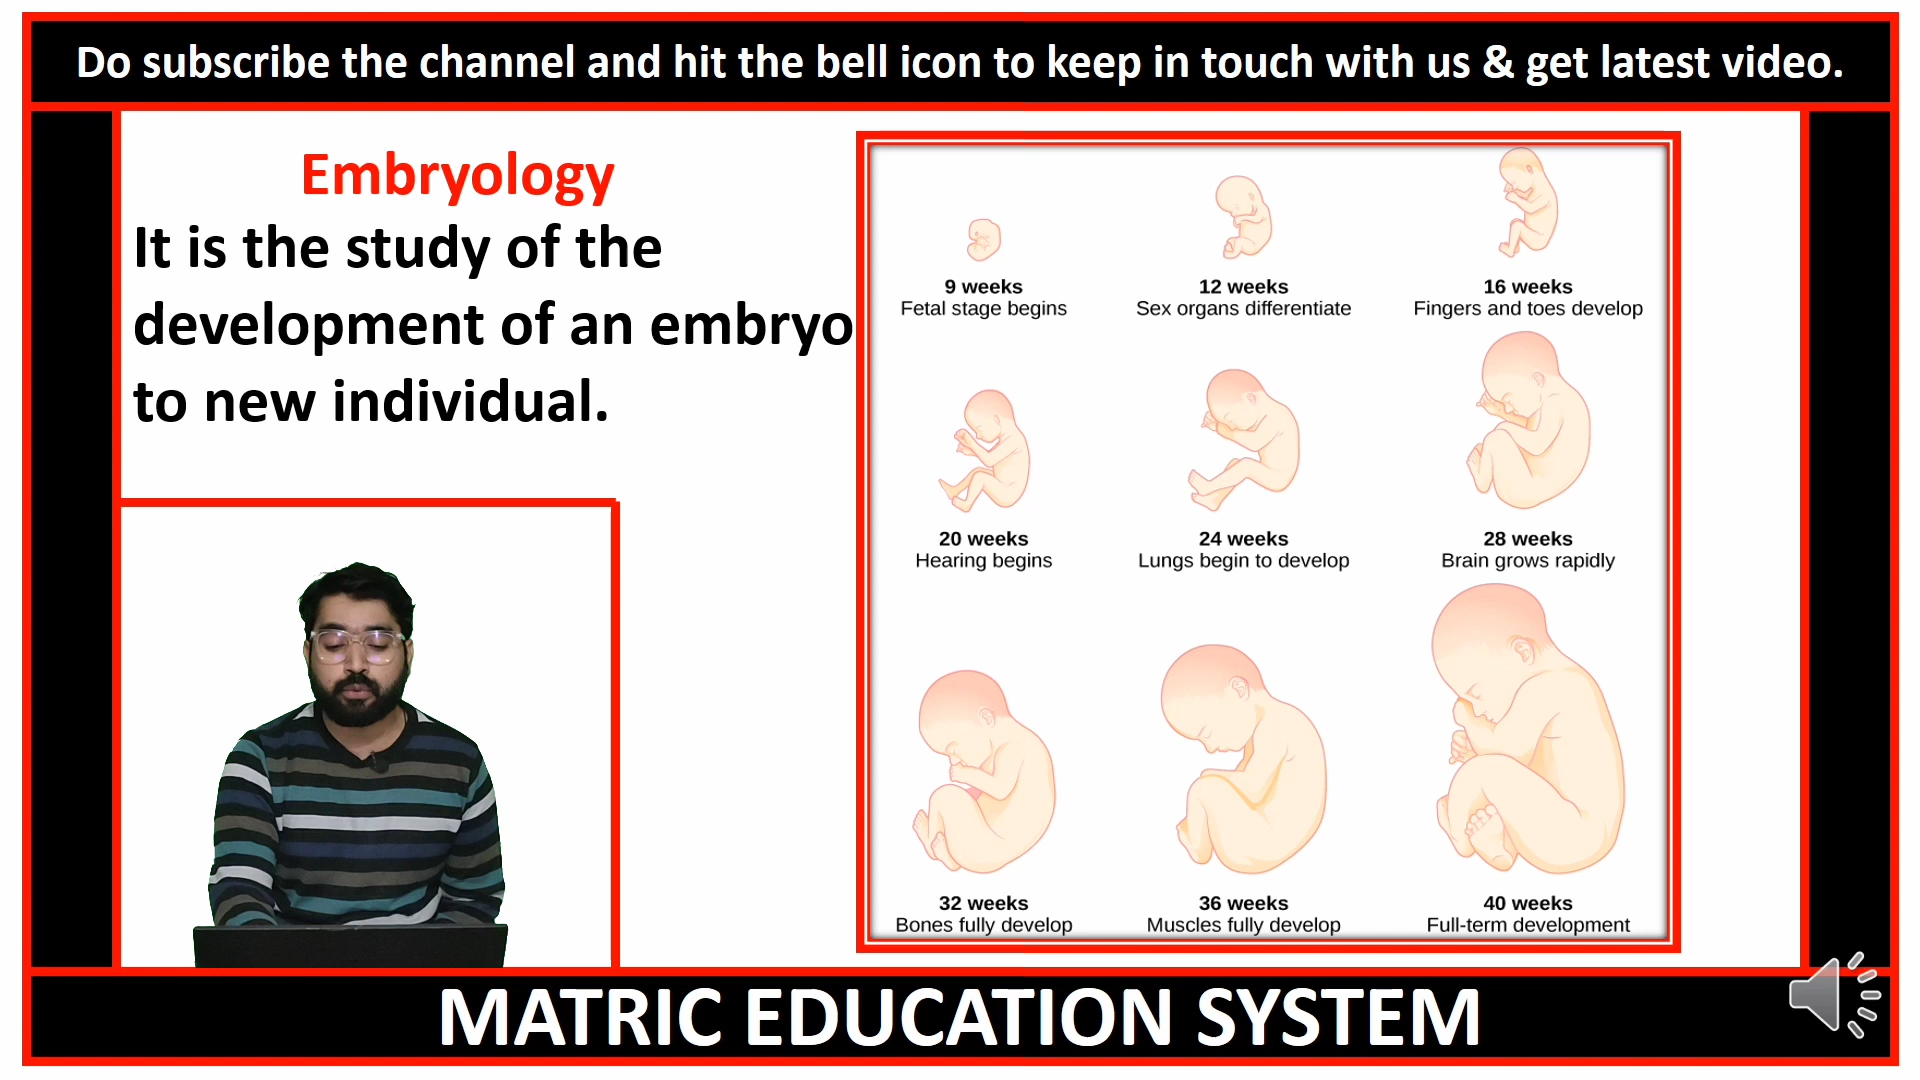 Do subscribe the channel and hit the bell icon to keep in touch with us & get latest video.
Embryology
It is the study of the
development of an embryo
to new individual.
9 weeks
Fetal stage begins
12 weeks
Sex organs differentiate
16 weeks
Fingers and toes develop
20 weeks
Hearing begins
24 weeks
Lungs begin to develop
28 weeks
Brain grows rapidly
32 weeks
Bones fully develop
36 weeks
Muscles fully develop
40 weeks
Full-term development
MATRIC EDUCATION SYSTEM